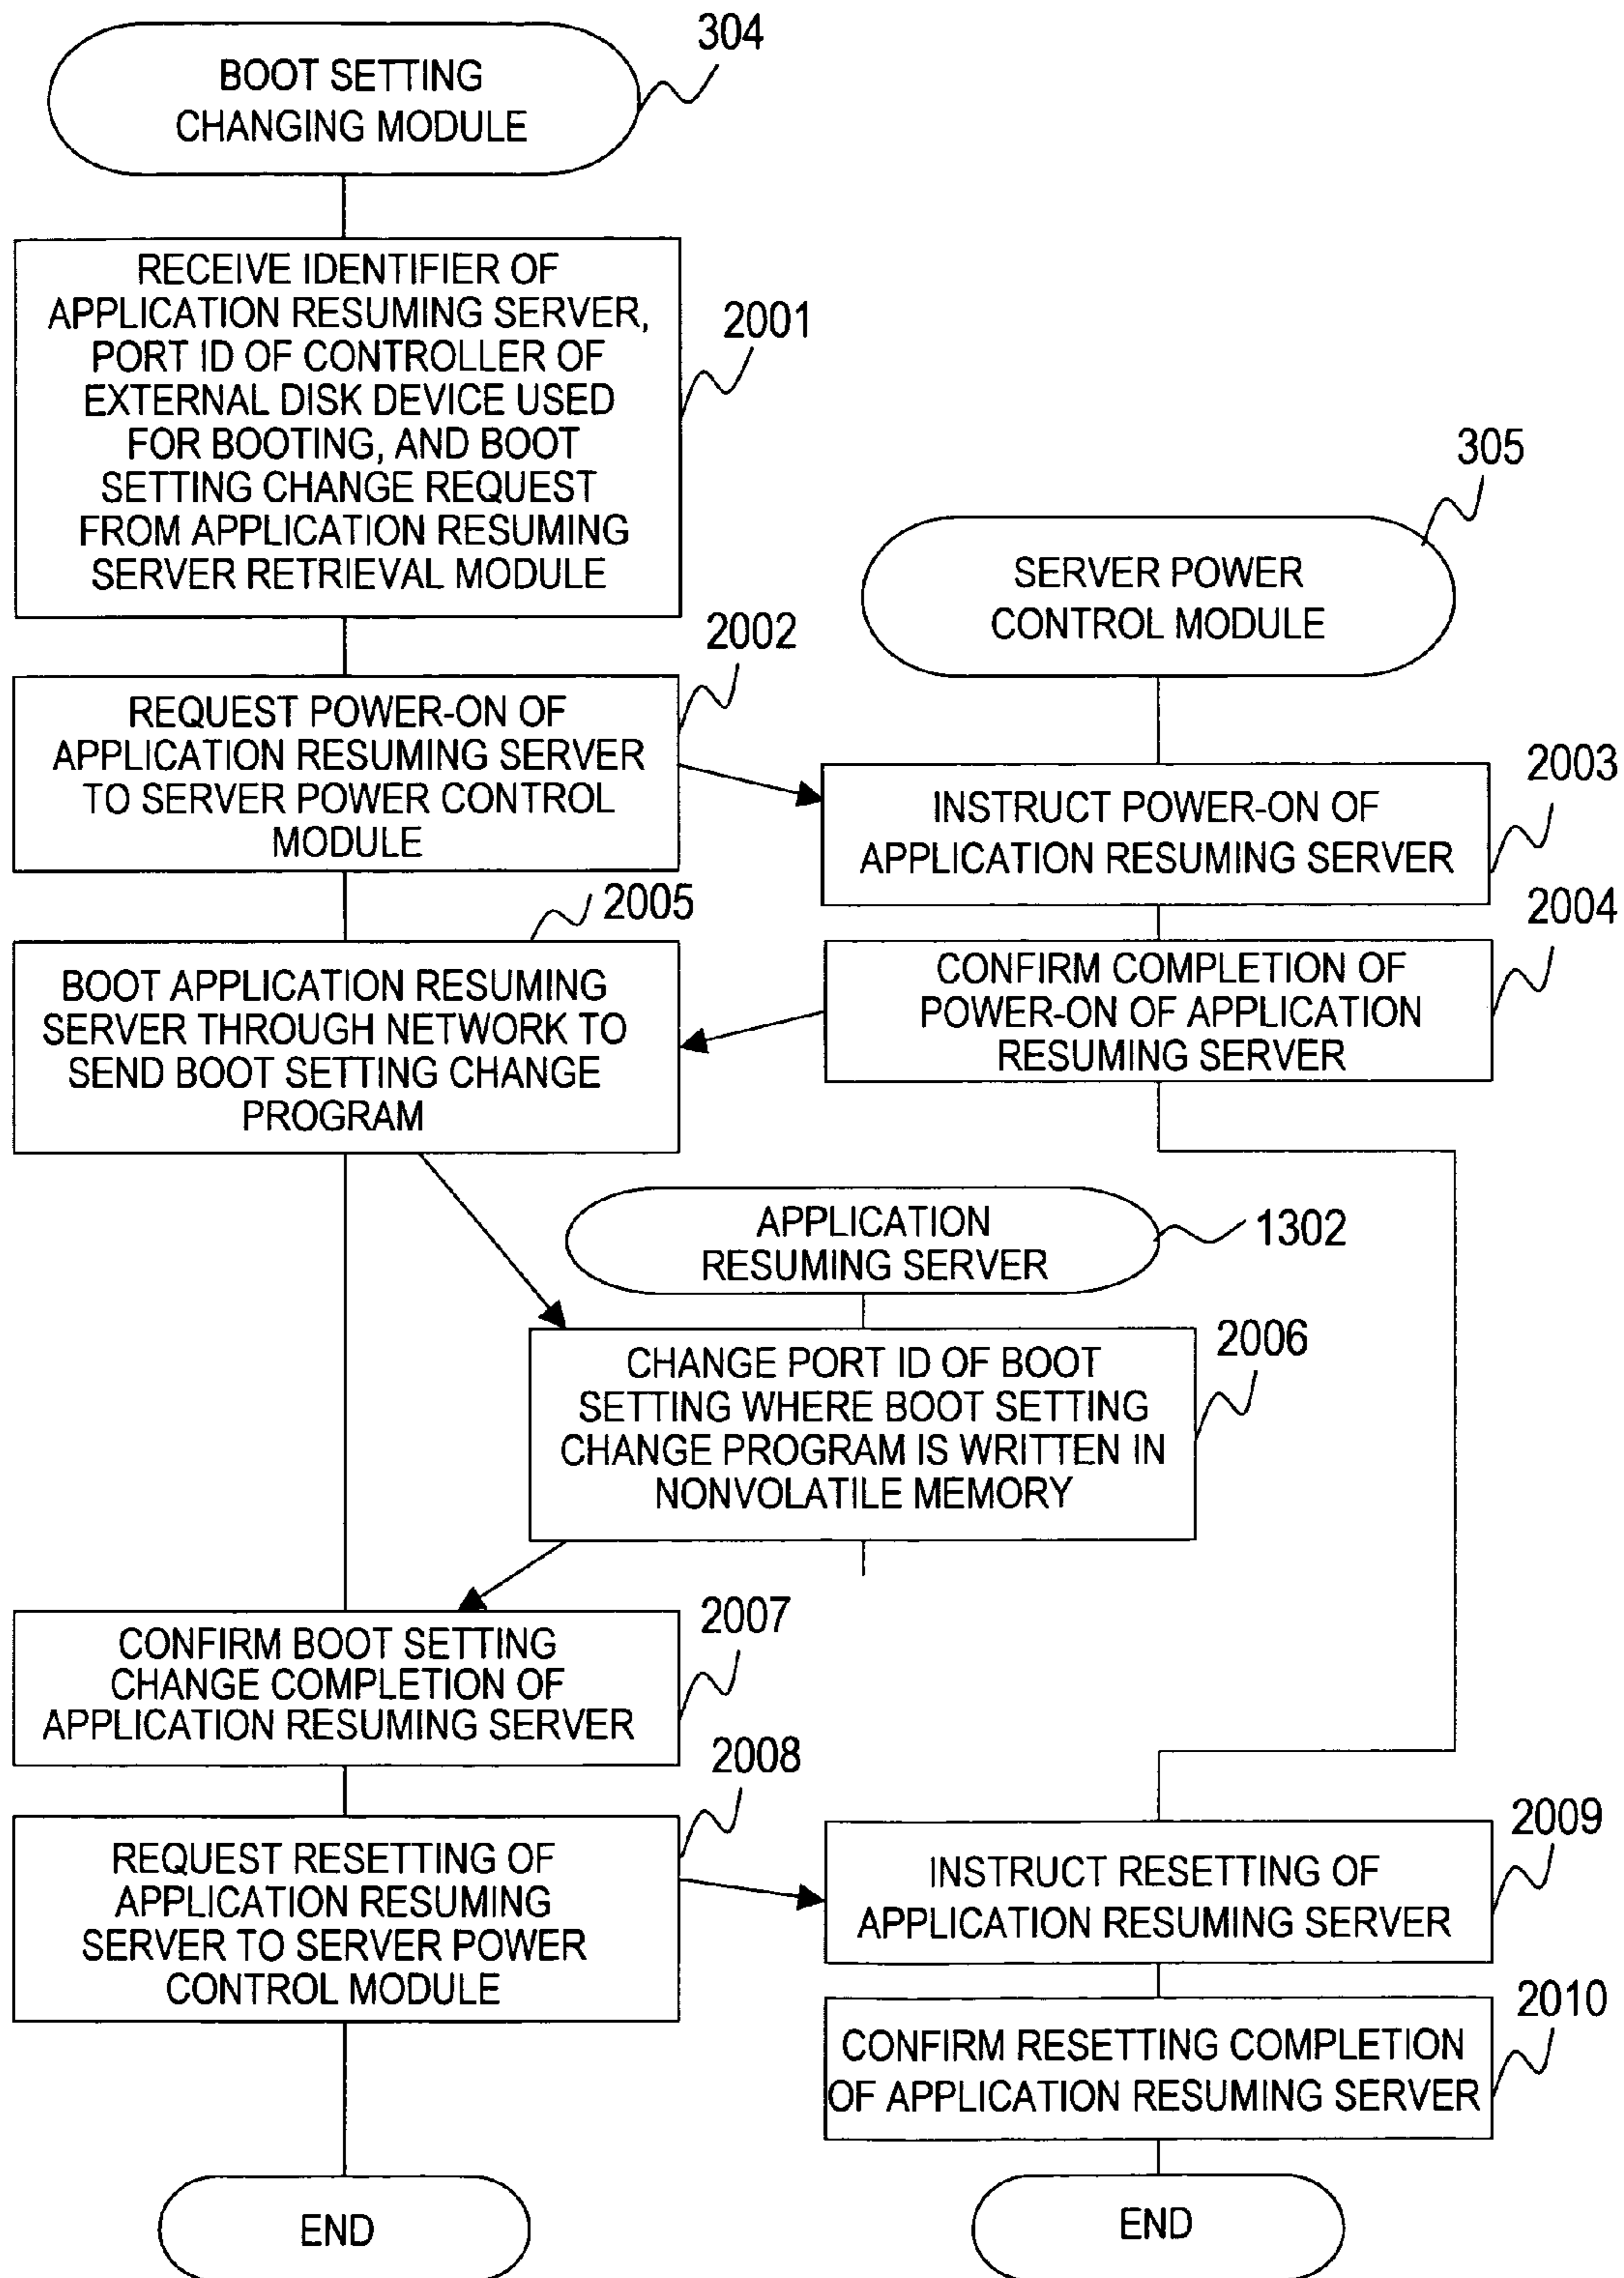 304
BOOT SETTING
CHANGING MODULE
RECEIVE IDENTIFIER OF
APPLICATION RESUMING SERVER,
PORT ID OF CONTROLLER OF
EXTERNAL DISK DEVICE USED
FOR BOOTING, AND BOOT
SETTING CHANGE REQUEST
FROM APPLICATION RESUMING
SERVER RETRIEVAL MODULE
2001
305
SERVER POWER
CONTROL MODULE
2002
REQUEST POWER-ON OF
APPLICATION RESUMING SERVER
TO SERVER POWER CONTROL
MODULE
2003
INSTRUCT POWER-ON OF
APPLICATION RESUMING SERVER
2004
CONFIRM COMPLETION OF
POWER-ON OF APPLICATION
RESUMING SERVER
2005
BOOT APPLICATION RESUMING
SERVER THROUGH NETWORK TO
SEND BOOT SETTING CHANGE
PROGRAM
APPLICATION
RESUMING SERVER
1302
2006
CHANGE PORT ID OF BOOT
SETTING WHERE BOOT SETTING
CHANGE PROGRAM IS WRITTEN IN
NONVOLATILE MEMORY
2007
CONFIRM BOOT SETTING
CHANGE COMPLETION OF
APPLICATION RESUMING SERVER
2008
REQUEST RESETTING OF
APPLICATION RESUMING
SERVER TO SERVER POWER
CONTROL MODULE
2009
INSTRUCT RESETTING OF
APPLICATION RESUMING SERVER
2010
CONFIRM RESETTING COMPLETION
OF APPLICATION RESUMING SERVER
END
END